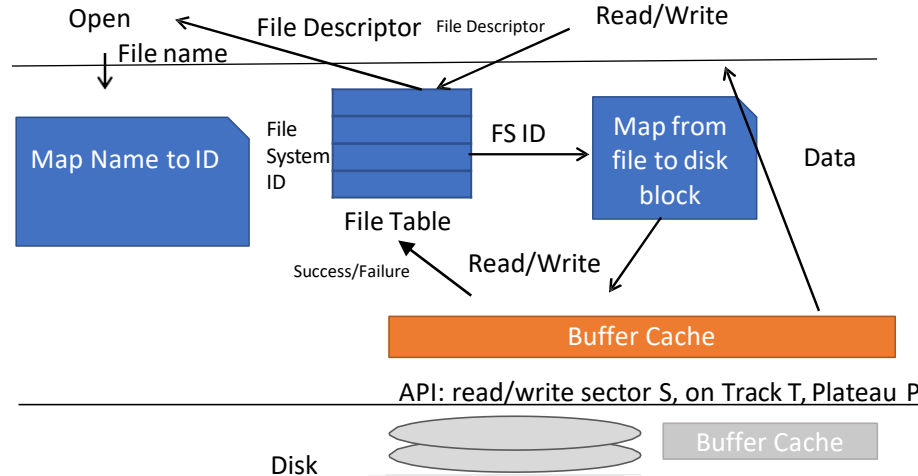 Open
File Descriptor
File Descriptor
Read/Write
File name
Map Name to ID
File
System
ID
FS ID
Map from
file to disk
block
Data
File Table
Success/Failure
Read/Write
Buffer Cache
API: read/write sector S, on Track T, Plateau P
Buffer Cache
Disk